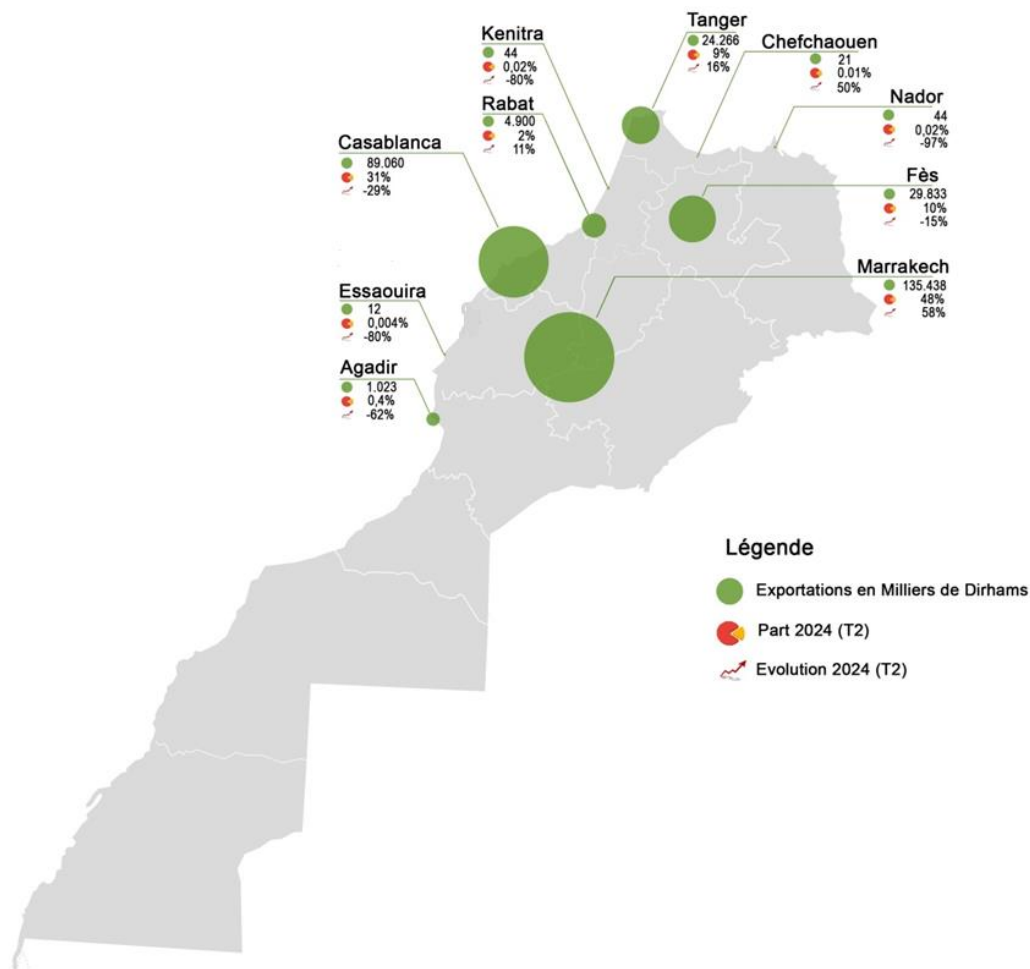 Tanger
24.266
9%
16%
Kenitra
44
0,02%
-80%
Chefchaouen
21
0.01%
50%
Rabat
4.900
2%
11%
Nador
44
0,02%
-97%
Casablanca
89.060
31%
-29%
Fès
29.833
10%
-15%
Marrakech
135.438
48%
58%
Essaouira
12
0,004%
-80%
Agadir
1.023
0,4%
-62%
Légende
Exportations en Milliers de Dirhams
Part 2024 (T2)
Evolution 2024 (T2)